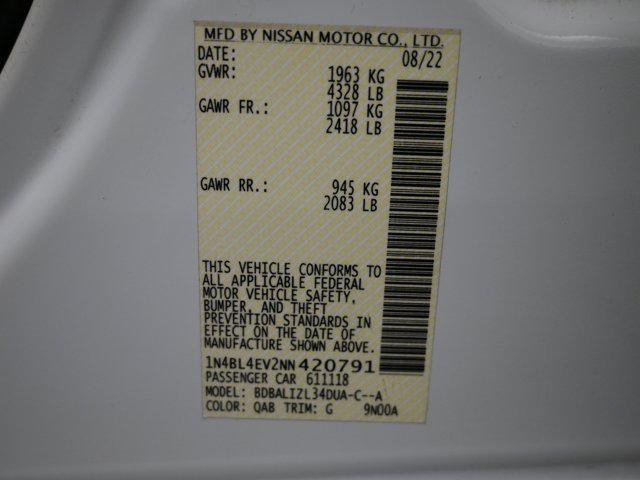 MFD BY NISSAN MOTOR CO., LTD.
DATE: 08/22
GVWR: 1963 KG
4328 LB
GAWR FR.: 1097 KG
2418 LB
GAWR RR.: 945 KG
2083 LB
THIS VEHICLE CONFORMS TO
ALL APPLICABLE FEDERAL
MOTOR VEHICLE SAFETY,
BUMPER, AND THEFT
PREVENTION STANDARDS IN
EFFECT ON THE DATE OF
MANUFACTURE SHOWN ABOVE.
1N4BL4EV2NN420791
PASSENGER CAR 611118
MODEL: BDBALIZL34DUA-C--A
COLOR: QAB TRIM: G 9N00A